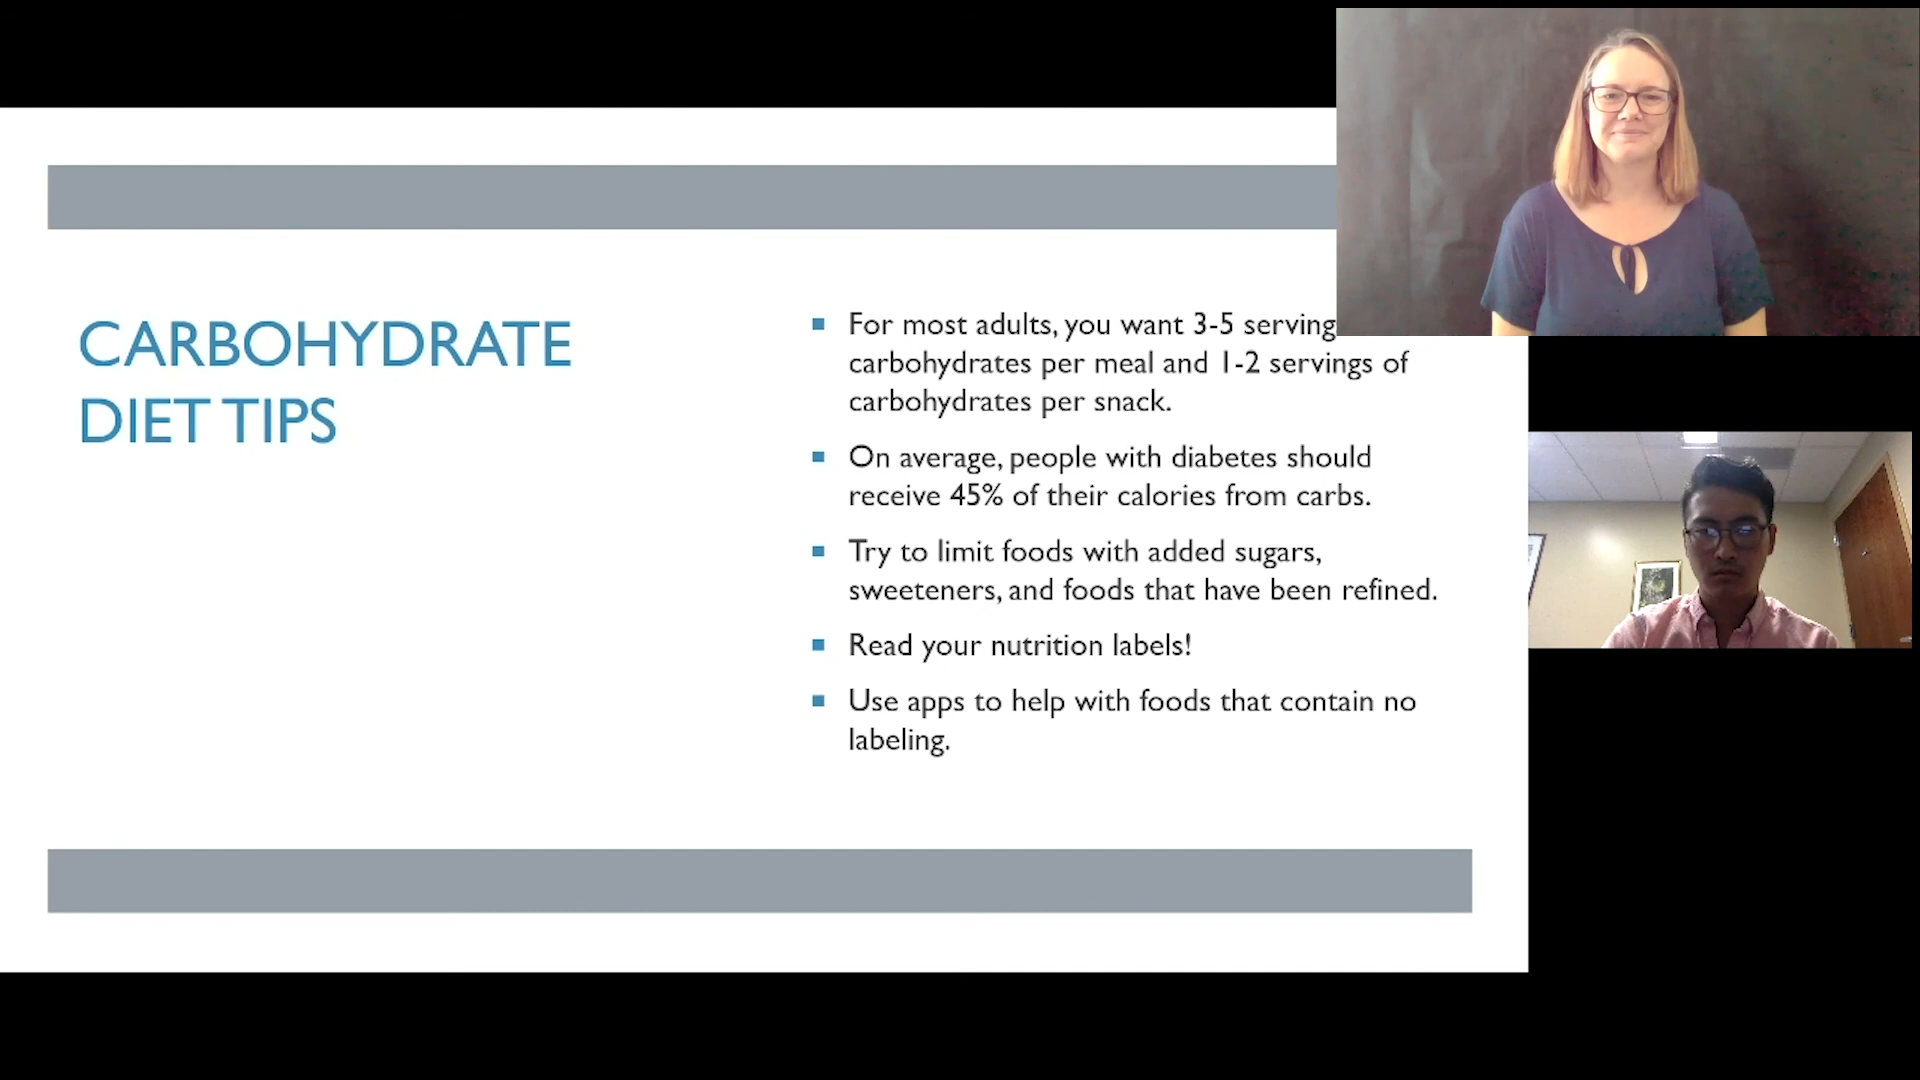 CARBOHYDRATE
DIET TIPS
For most adults, you want 3-5
carbohydrates per meal and 1-2 servings of
carbohydrates per snack.
On average, people with diabetes should
receive 45% of their calories from carbs.
Try to limit foods with added sugars,
sweeteners, and foods that have been refined.
Read your nutrition labels!
Use apps to help with foods that contain no
labeling.